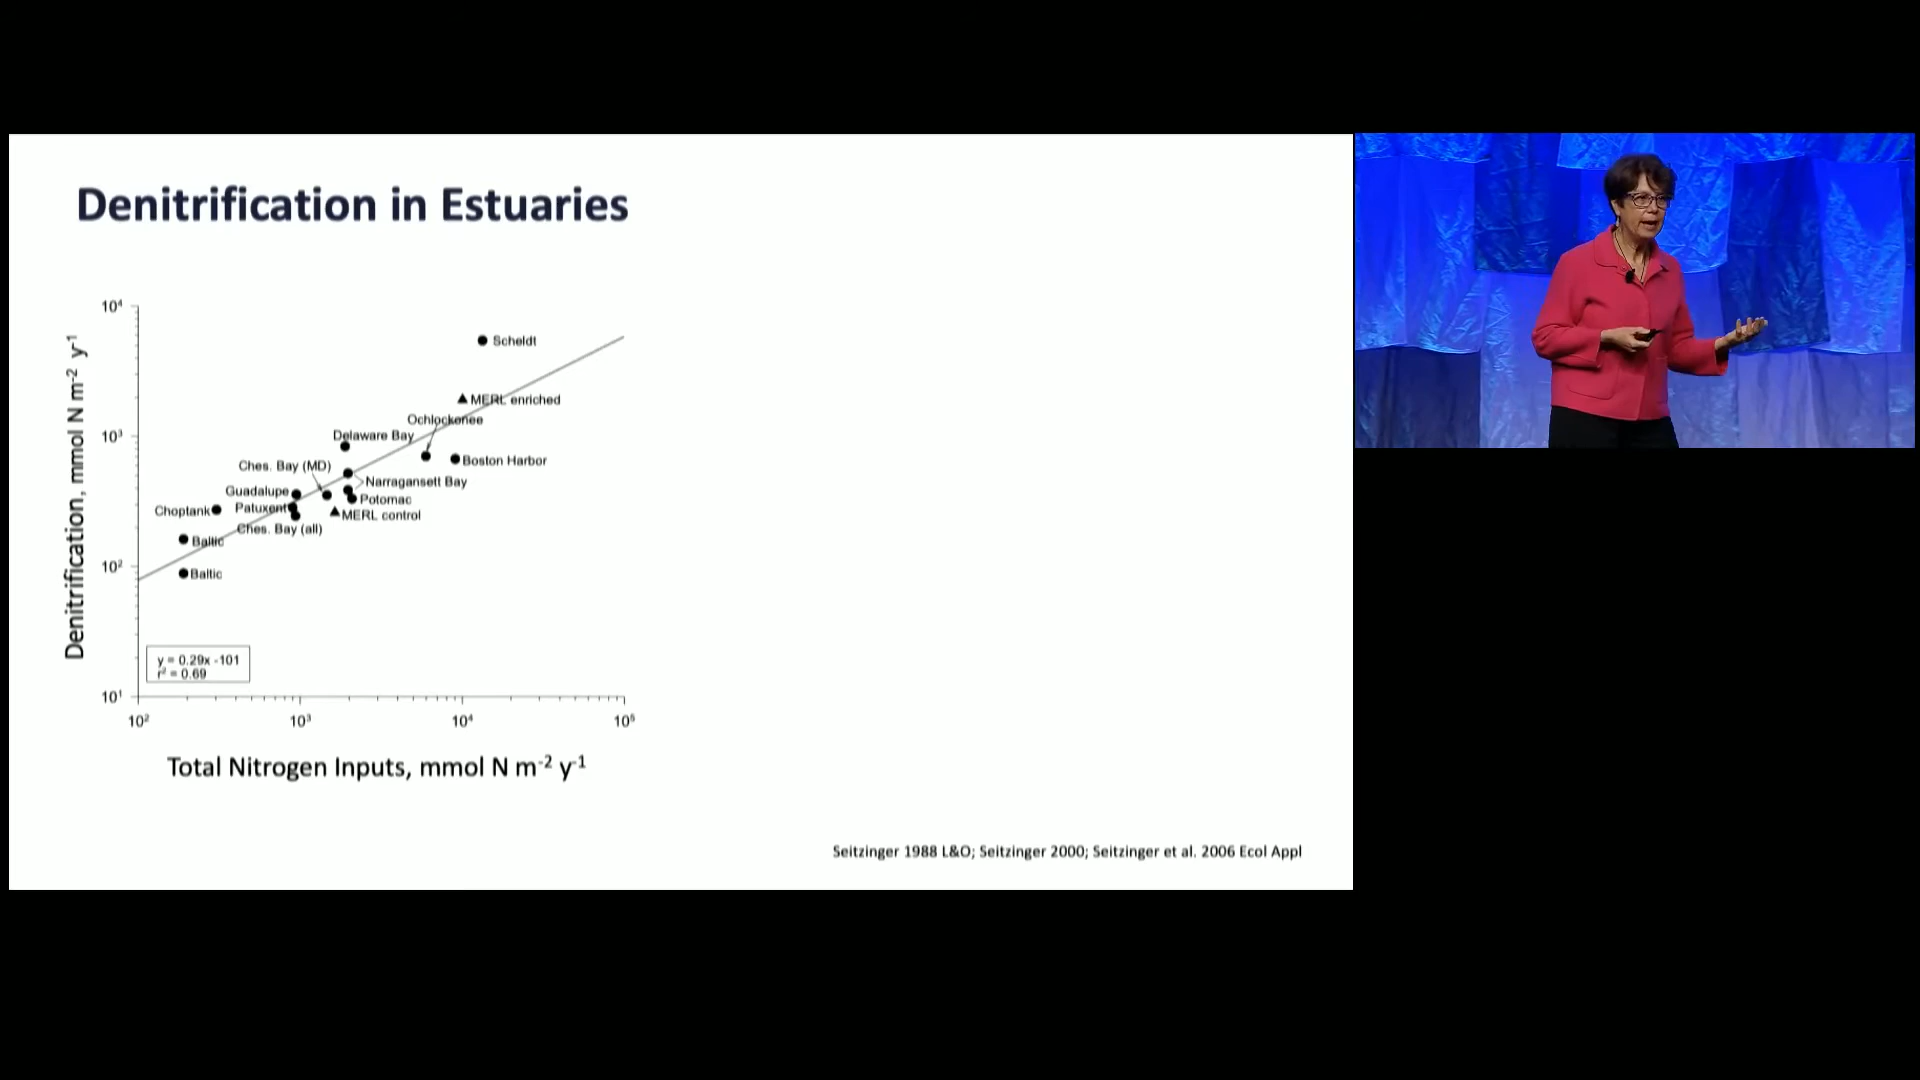 Denitrification in Estuaries
Denitrification, mmol N m⁻² y⁻¹
10⁴
10³
10²
10¹
Scheldt
MERL enriched
Ochlockonee
Delaware Bay
Boston Harbor
Ches. Bay (MD)
Narragansett Bay
Guadalupe
Potomac
Choptank
Patuxent
MERL control
Ches. Bay (all)
Baltic
Baltic
y = 0.29x -101
r² = 0.69
10² 10³ 10⁴ 10⁵
Total Nitrogen Inputs, mmol N m⁻² y⁻¹
Seitzinger 1988 L&O; Seitzinger 2000; Seitzinger et al. 2006 Ecol Appl